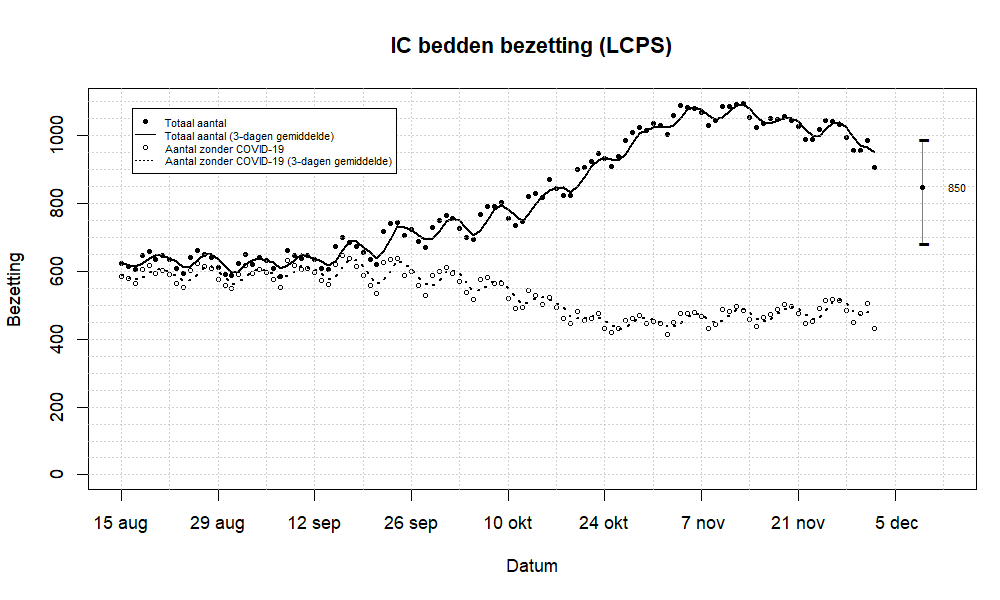 IC bedden bezetting (LCPS)
Totaal aantal
Totaal aantal (3-dagen gemiddelde)
Aantal zonder COVID-19
Aantal zonder COVID-19 (3-dagen gemiddelde)
Bezetting
1000
800
600
400
200
0
850
15 aug 29 aug 12 sep 26 sep 10 okt 24 okt 7 nov 21 nov 5 dec
Datum